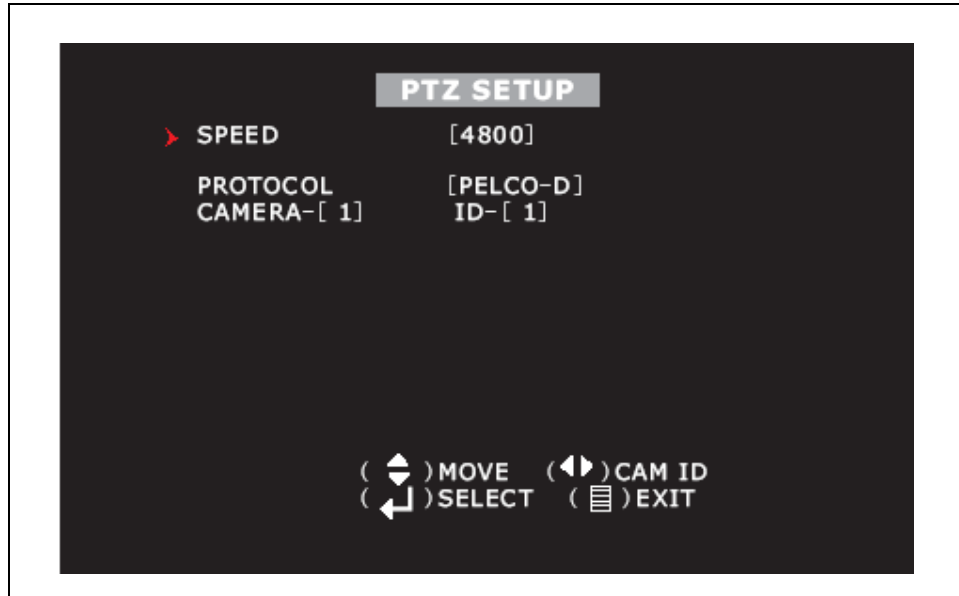 PTZ SETUP
SPEED [4800]
PROTOCOL [PELCO-D]
CAMERA-[ 1] ID-[ 1]
( )MOVE ( )CAM ID
( )SELECT ( )EXIT